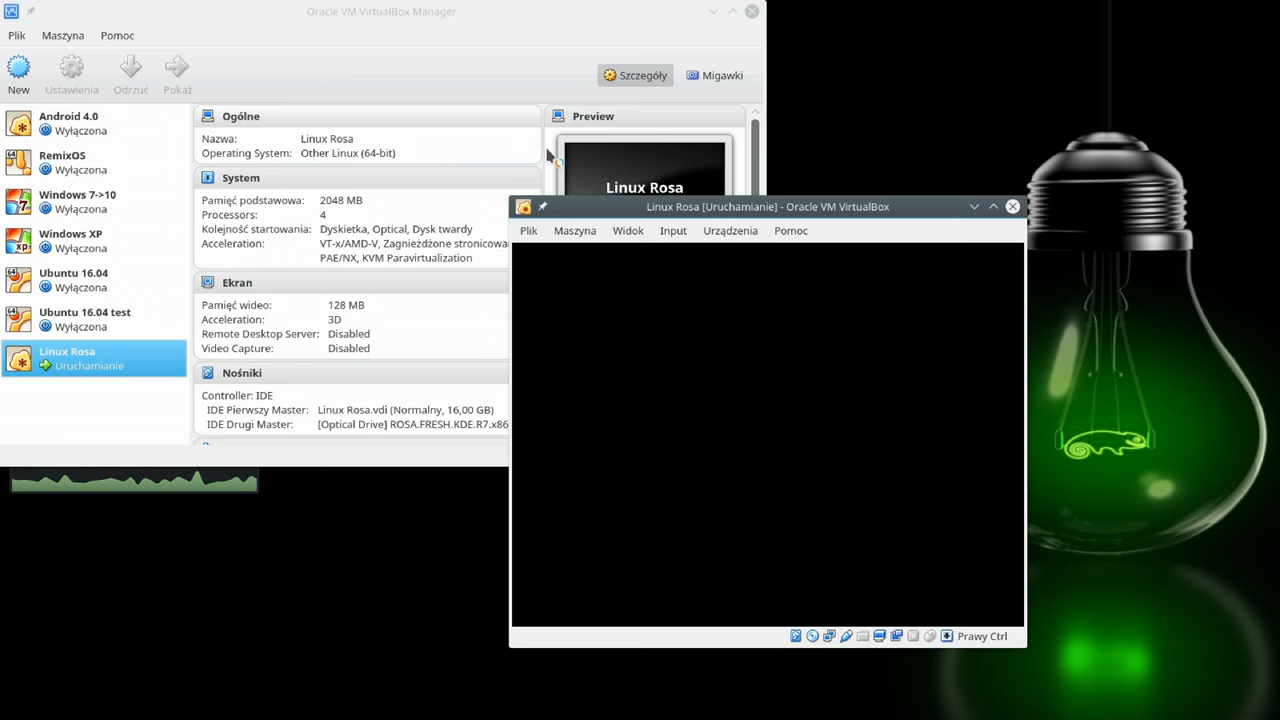 Oracle VM VirtualBox Manager
Plik Maszyna Pomoc
New Ustawienia Odrzuć Pokaż
Szczegóły Migawki
Android 4.0
Wyłączona
RemixOS
Wyłączona
Windows 7->10
Wyłączona
Windows XP
Wyłączona
Ubuntu 16.04
Wyłączona
Ubuntu 16.04 test
Wyłączona
Linux Rosa
Uruchamianie
Ogólne
Nazwa: Linux Rosa
Operating System: Other Linux (64-bit)
System
Pamięć podstawowa: 2048 MB
Processors: 4
Kolejność startowania: Dyskietka, Optical, Dysk twardy
Acceleration: VT-x/AMD-V, Zagnieżdżone stronicowa
PAE/NX, KVM Paravirtualization
Ekran
Pamięć wideo: 128 MB
Acceleration: 3D
Remote Desktop Server: Disabled
Video Capture: Disabled
Nośniki
Controller: IDE
IDE Pierwszy Master: Linux Rosa.vdi (Normalny, 16,00 GB)
IDE Drugi Master: [Optical Drive] ROSA.FRESH.KDE.R7.x86
Preview
Linux Rosa
Linux Rosa [Uruchamianie] - Oracle VM VirtualBox
Plik Maszyna Widok Input Urządzenia Pomoc
Prawy Ctrl